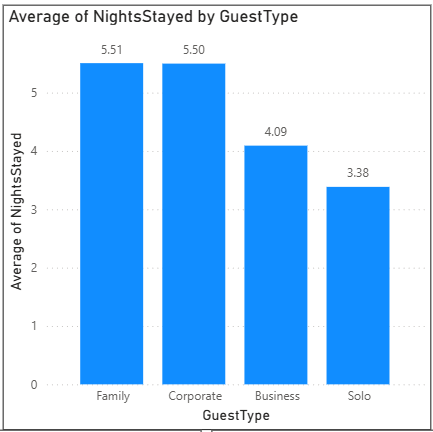 Average of NightsStayed by GuestType
5.51
5.50
4.09
3.38
5
4
3
2
1
0
Average of NightsStayed
Family
Corporate
Business
Solo
GuestType